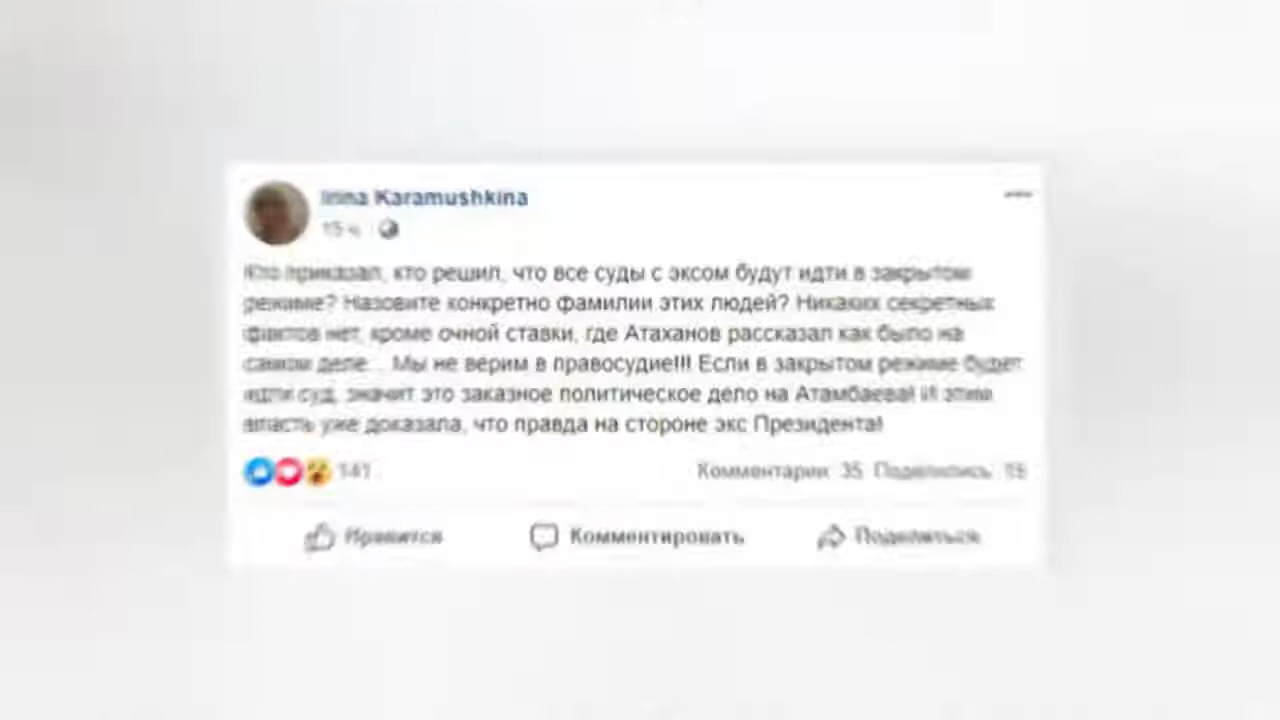 Irina Karamushkina
15 ч
Кто приказал, кто решил, что все суды с эксом будут идти в закрытом
режиме? Назовите конкретно фамилии этих людей? Никаких секретных
фактов нет, кроме очной ставки, где Атаханов рассказал как было на
самом деле... Мы не верим в правосудие!!! Если в закрытом режиме будет
идти суд, значит это заказное политическое дело на Атамбаева! И этим
власть уже доказала, что правда на стороне экс Президента!
141 Комментарии: 35 Поделились: 15
Нравится Комментировать Поделиться